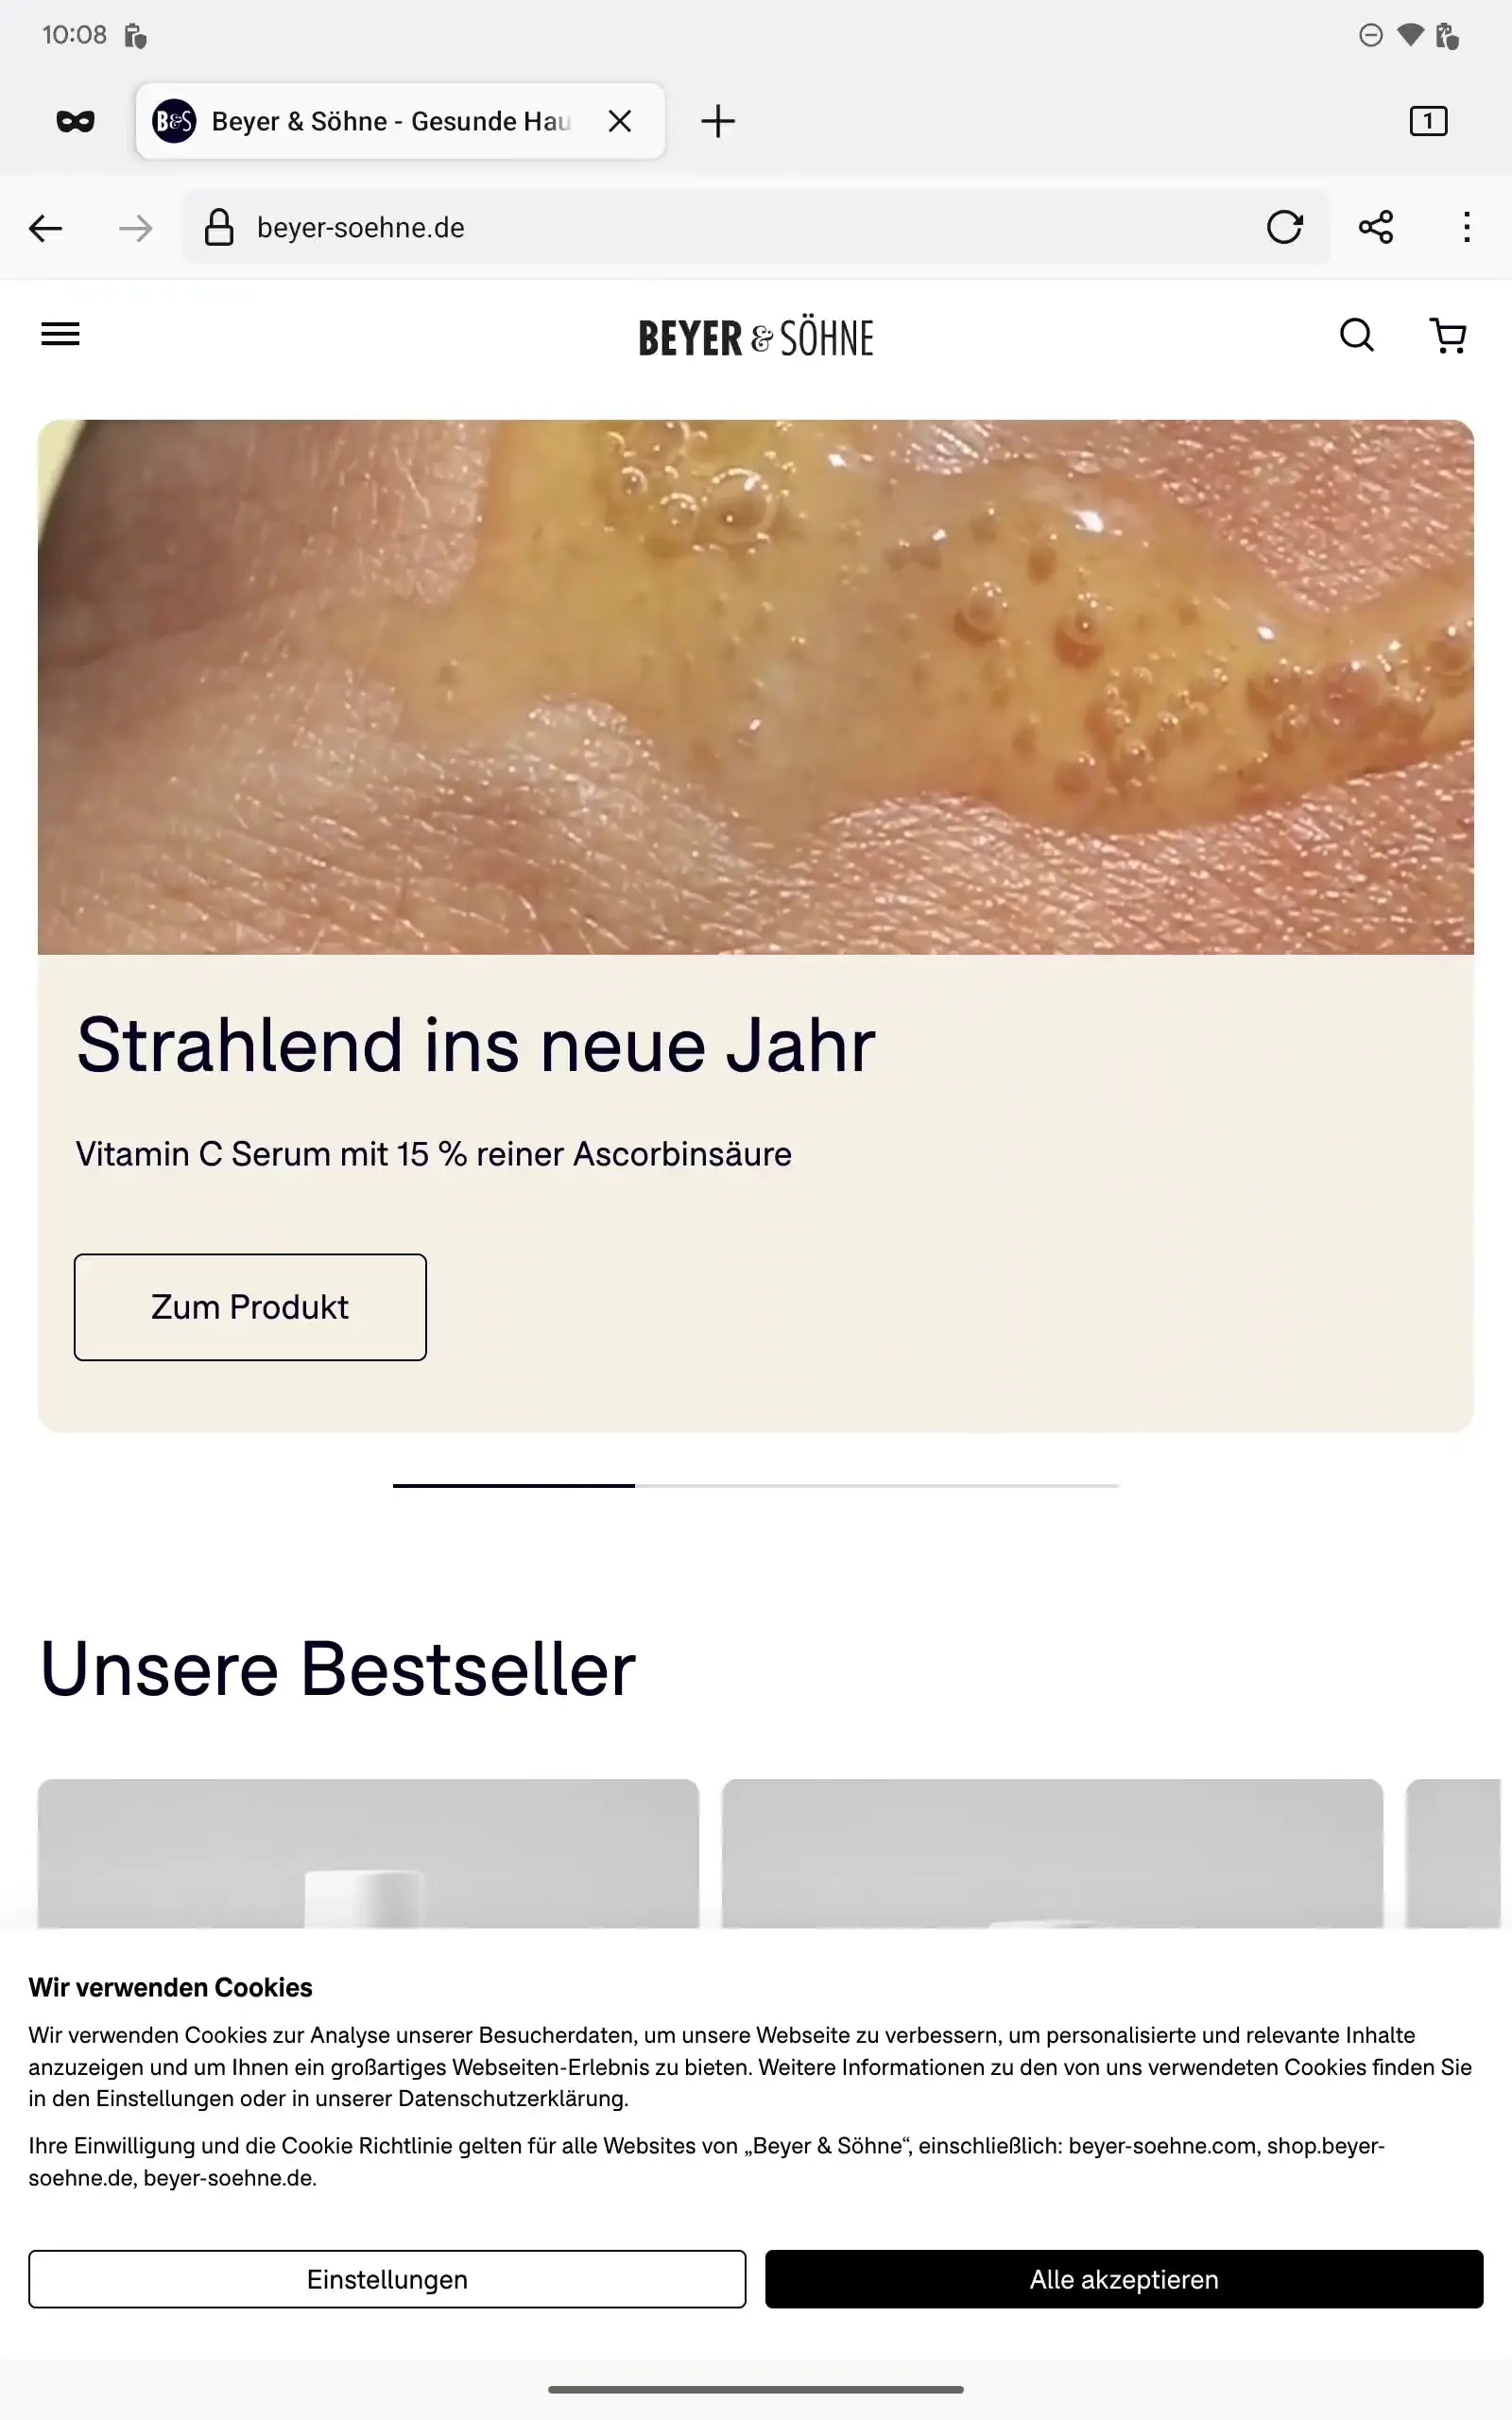 10:08
B&S Beyer & Söhne - Gesunde Hau
1
beyer-soehne.de
BEYER & SÖHNE
Strahlend ins neue Jahr
Vitamin C Serum mit 15 % reiner Ascorbinsäure
Zum Produkt
Unsere Bestseller
Wir verwenden Cookies
Wir verwenden Cookies zur Analyse unserer Besucherdaten, um unsere Webseite zu verbessern, um personalisierte und relevante Inhalte
anzuzeigen und um Ihnen ein großartiges Webseiten-Erlebnis zu bieten. Weitere Informationen zu den von uns verwendeten Cookies finden Sie
in den Einstellungen oder in unserer Datenschutzerklärung.
Ihre Einwilligung und die Cookie Richtlinie gelten für alle Websites von „Beyer & Söhne“, einschließlich: beyer-soehne.com, shop.beyer-
soehne.de, beyer-soehne.de.
Einstellungen
Alle akzeptieren